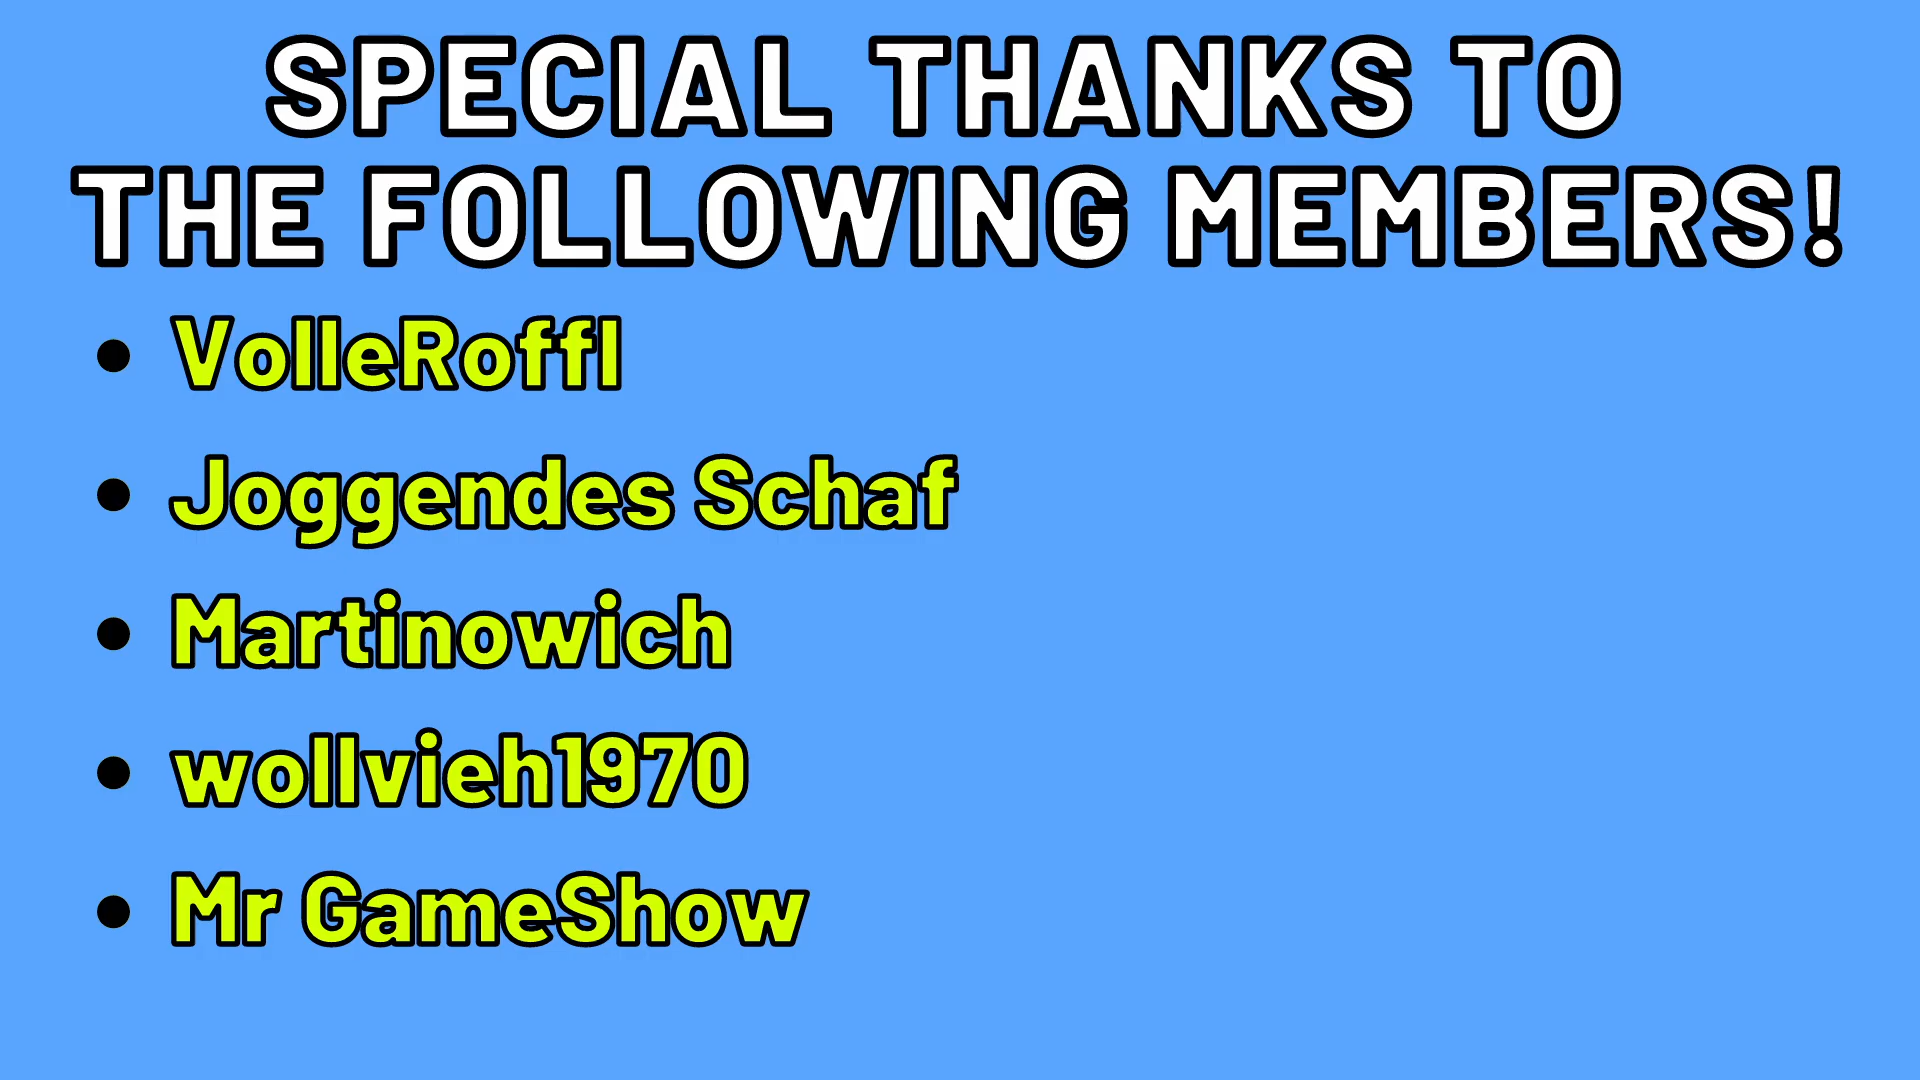 SPECIAL THANKS TO
THE FOLLOWING MEMBERS!
• VolleRoffl
• Joggendes Schaf
• Martinowich
• wollvieh1970
• Mr GameShow